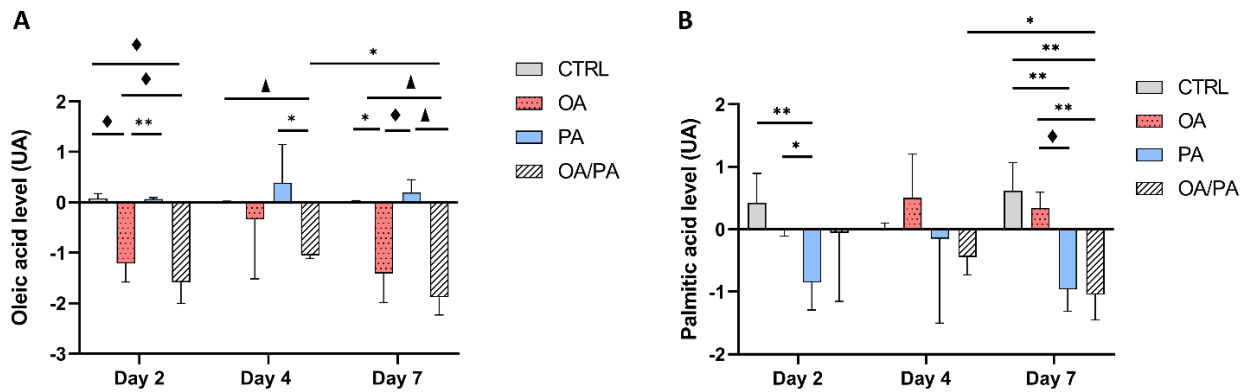 A
Oleic acid level (UA)
2
1
0
-1
-2
-3
Day 2
Day 4
Day 7
♦
♦
♦
**
▲
*
*
▲
*
♦
▲
CTRL
OA
PA
OA/PA
B
Palmitic acid level (UA)
2
1
0
-1
-2
Day 2
Day 4
Day 7
**
*
*
**
**
**
♦
CTRL
OA
PA
OA/PA